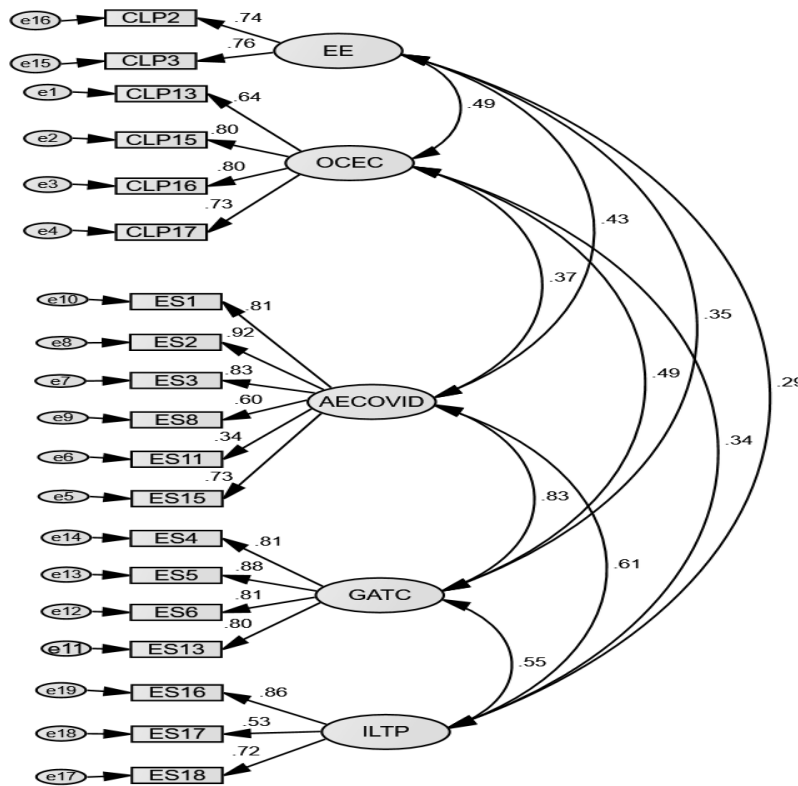 e16 CLP2 .74 EE
e15 CLP3 .76
e1 CLP13 .64 .49
e2 CLP15 .80 OCEC
e3 CLP16 .80
e4 CLP17 .73
.43
.37
e10 ES1 .81 .35
e8 ES2 .92
e7 ES3 .83 .49 .29
e9 ES8 .60 AECOVID
e6 ES11 .34 .34
e5 ES15 .73 .83
e14 ES4 .81 .61
e13 ES5 .88 GATC
e12 ES6 .81
e11 ES13 .80 .55
e19 ES16 .86
e18 ES17 .53 ILTP
e17 ES18 .72